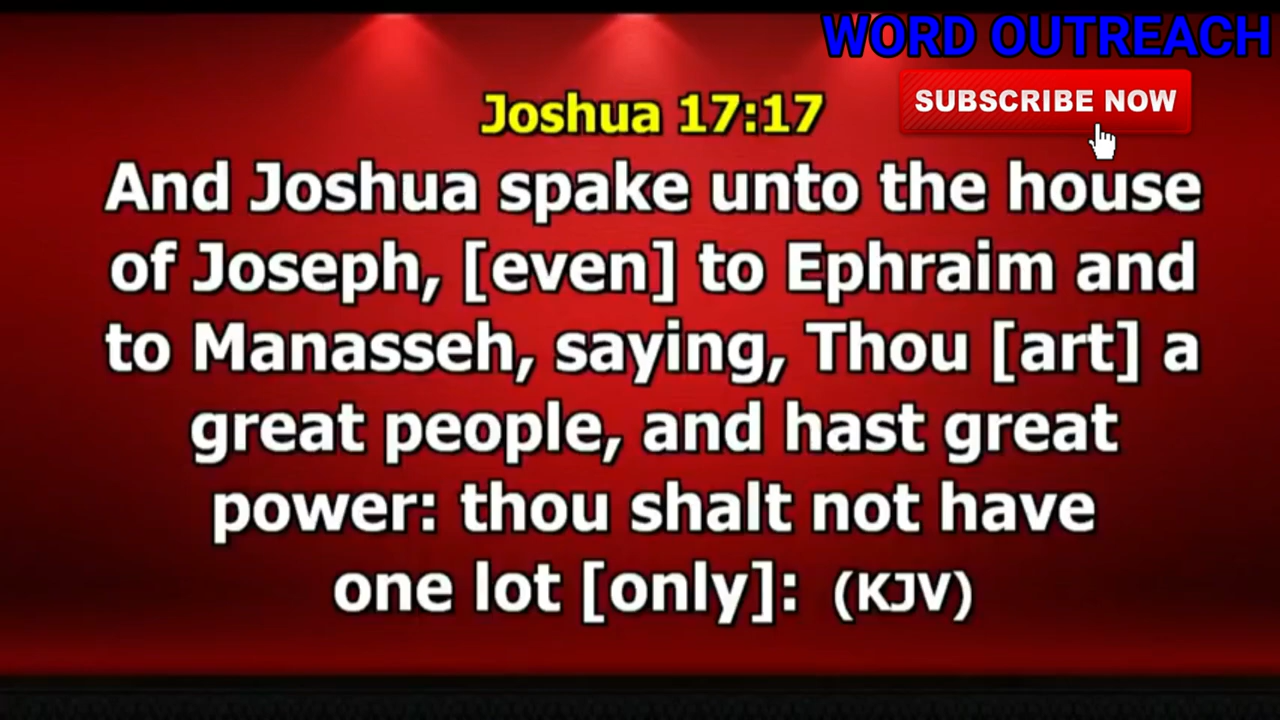 WORD OUTREACH
SUBSCRIBE NOW
Joshua 17:17
And Joshua spake unto the house
of Joseph, [even] to Ephraim and
to Manasseh, saying, Thou [art] a
great people, and hast great
power: thou shalt not have
one lot [only]: (KJV)